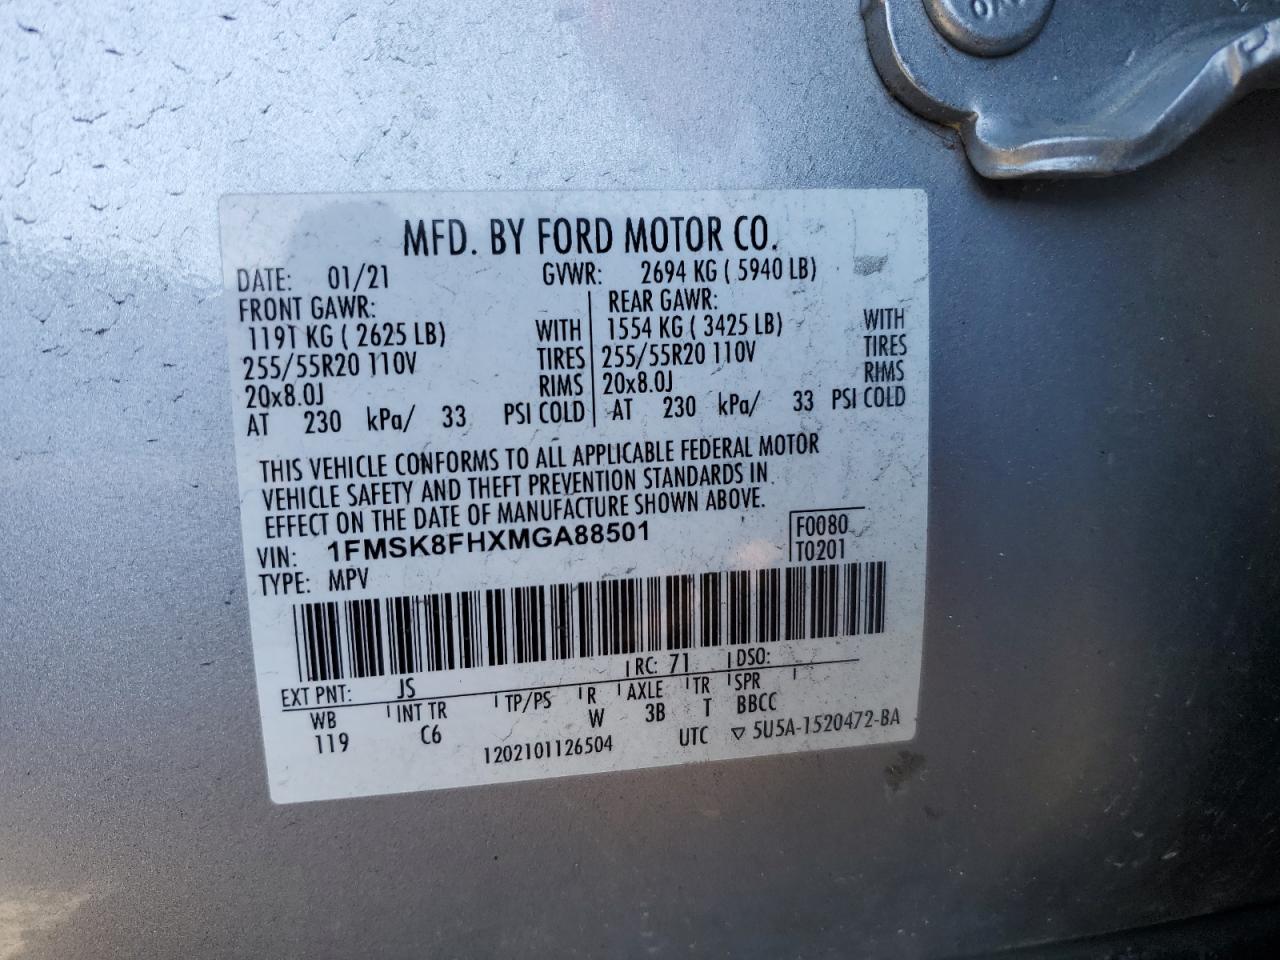 MFD. BY FORD MOTOR CO.
DATE: 01/21 GVWR: 2694 KG ( 5940 LB)
FRONT GAWR: REAR GAWR:
1191 KG ( 2625 LB) WITH 1554 KG ( 3425 LB) WITH
255/55R20 110V TIRES 255/55R20 110V TIRES
20x8.0J RIMS 20x8.0J RIMS
AT 230 kPa/ 33 PSI COLD AT 230 kPa/ 33 PSI COLD
THIS VEHICLE CONFORMS TO ALL APPLICABLE FEDERAL MOTOR
VEHICLE SAFETY AND THEFT PREVENTION STANDARDS IN
EFFECT ON THE DATE OF MANUFACTURE SHOWN ABOVE.
VIN: 1FMSK8FHXMGA88501 F0080
TYPE: MPV T0201
EXT PNT: JS RC: 71 DSO:
WB INT TR TP/PS R AXLE TR SPR
119 C6 W 3B T BBCC
1202101126504 UTC ▽ 5U5A-1520472-BA